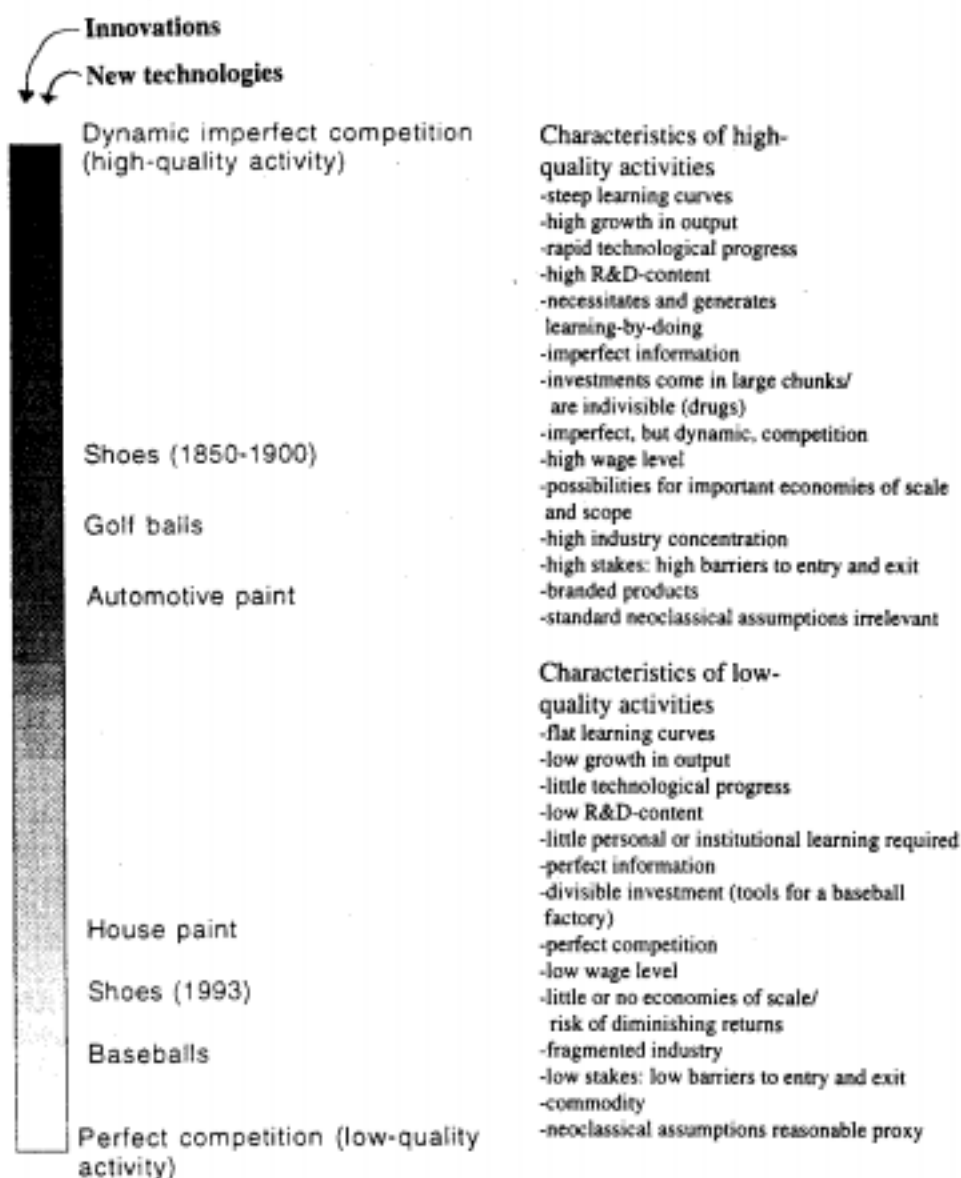 Innovations
New technologies
Dynamic imperfect competition
(high-quality activity)
Shoes (1850-1900)
Golf balls
Automotive paint
House paint
Shoes (1993)
Baseballs
Perfect competition (low-quality
activity)
Characteristics of high-
quality activities
-steep learning curves
-high growth in output
-rapid technological progress
-high R&D-content
-necessitates and generates
learning-by-doing
-imperfect information
-investments come in large chunks/
are indivisible (drugs)
-imperfect, but dynamic, competition
-high wage level
-possibilities for important economies of scale
and scope
-high industry concentration
-high stakes: high barriers to entry and exit
-branded products
-standard neoclassical assumptions irrelevant
Characteristics of low-
quality activities
-flat learning curves
-low growth in output
-little technological progress
-low R&D-content
-little personal or institutional learning required
-perfect information
-divisible investment (tools for a baseball
factory)
-perfect competition
-low wage level
-little or no economies of scale/
risk of diminishing returns
-fragmented industry
-low stakes: low barriers to entry and exit
-commodity
-neoclassical assumptions reasonable proxy